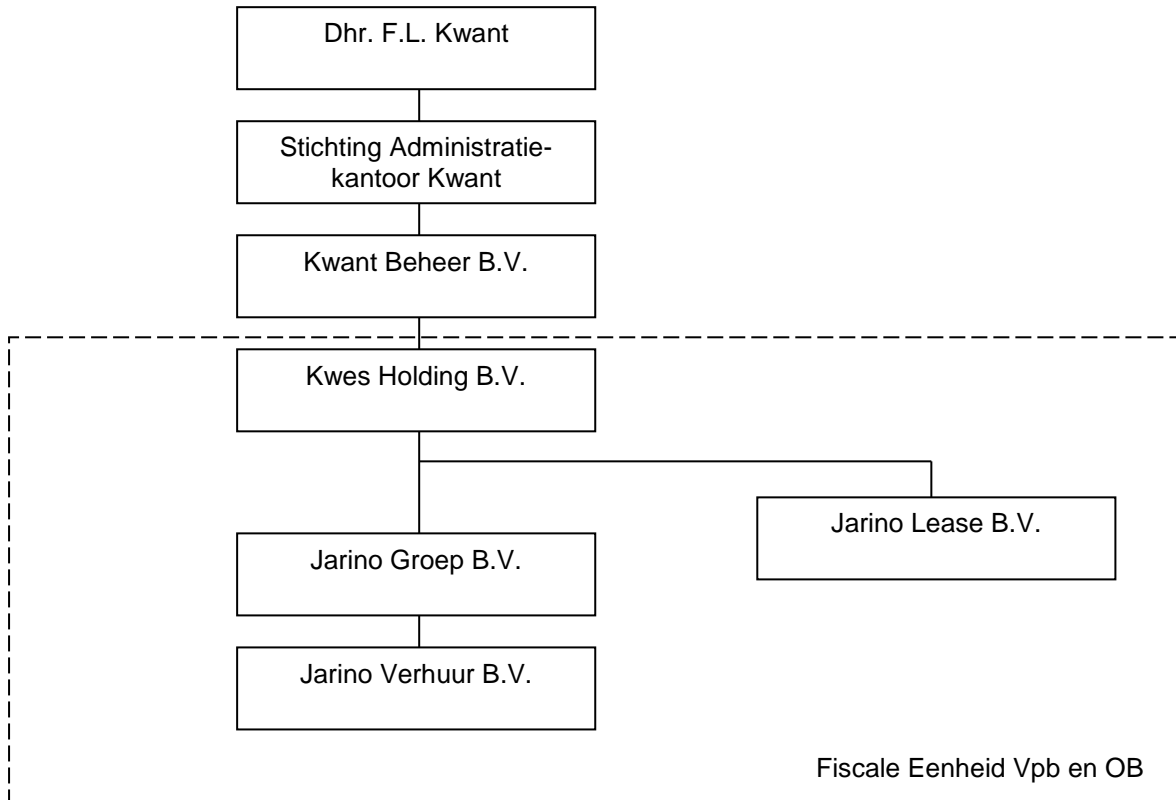 Dhr. F.L. Kwant
Stichting Administratie-
kantoor Kwant
Kwant Beheer B.V.
Kwes Holding B.V.
Jarino Lease B.V.
Jarino Groep B.V.
Jarino Verhuur B.V.
Fiscale Eenheid Vpb en OB